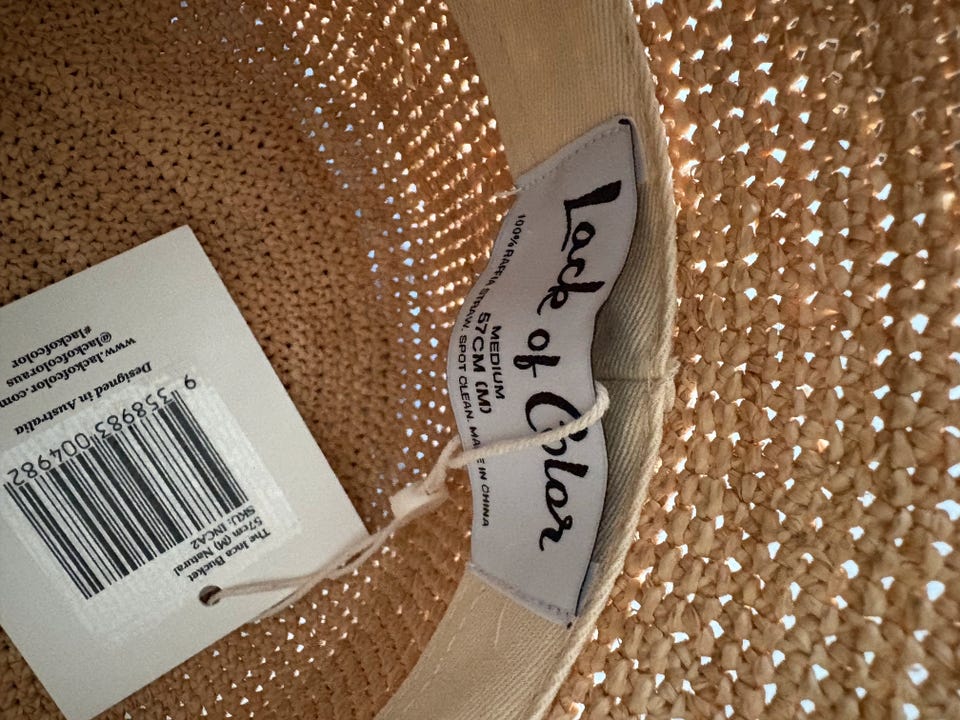 Lack of Color
MEDIUM
57CM (M)
100% RAFFIA STRAW. SPOT CLEAN. MADE IN CHINA
#lackofcolor
@lackofcoloraus
www.lackofcolor.com
Designed in Australia
9 358983 004982
The Inca Bucket
57cm (M) Natural
SKU: INCA2